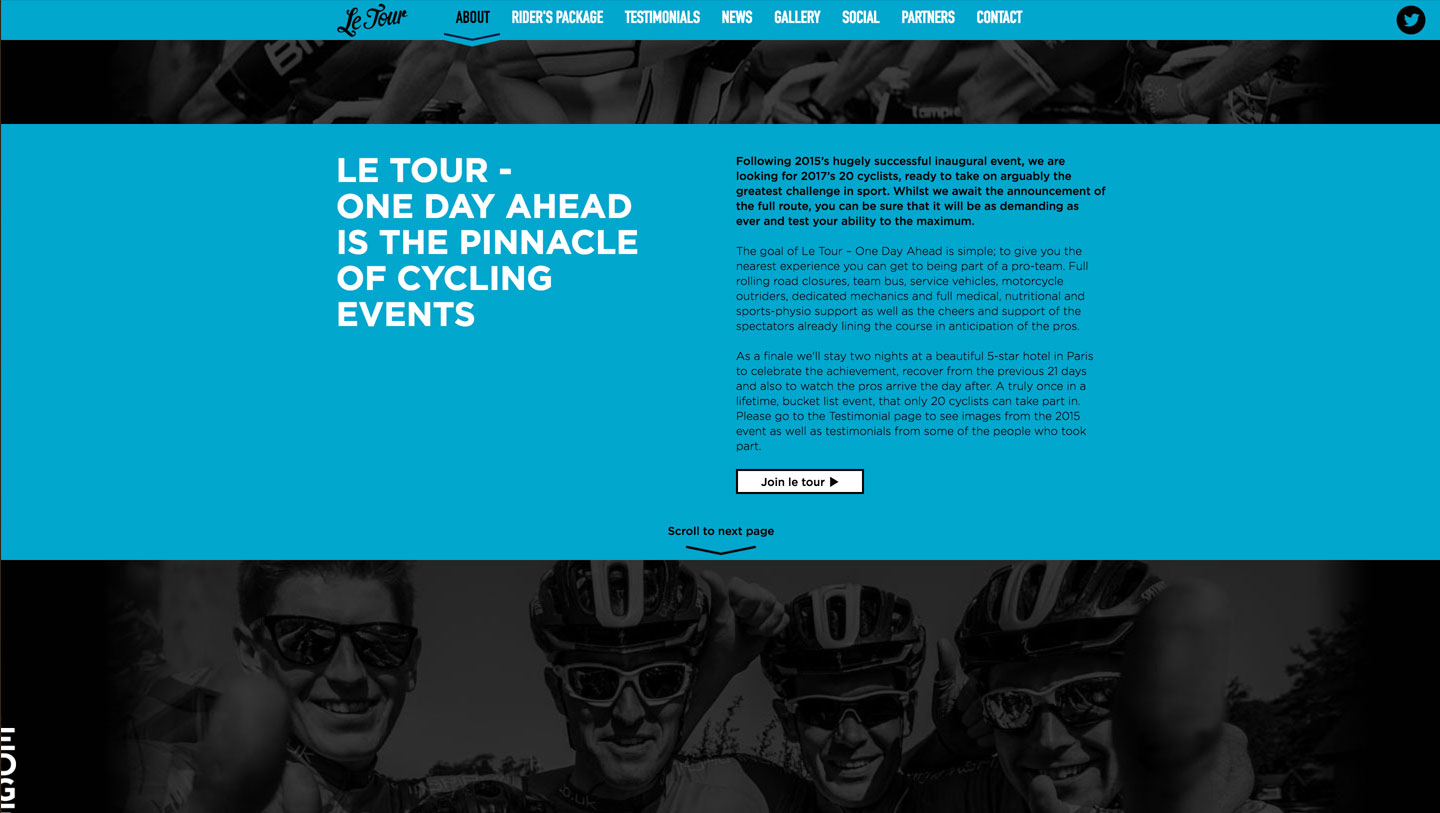 Le Tour
ABOUT
RIDER'S PACKAGE
TESTIMONIALS
NEWS
GALLERY
SOCIAL
PARTNERS
CONTACT
lampre
LE TOUR -
ONE DAY AHEAD
IS THE PINNACLE
OF CYCLING
EVENTS
Following 2015's hugely successful inaugural event, we are
looking for 2017's 20 cyclists, ready to take on arguably the
greatest challenge in sport. Whilst we await the announcement of
the full route, you can be sure that it will be as demanding as
ever and test your ability to the maximum.
The goal of Le Tour – One Day Ahead is simple; to give you the
nearest experience you can get to being part of a pro-team. Full
rolling road closures, team bus, service vehicles, motorcycle
outriders, dedicated mechanics and full medical, nutritional and
sports-physio support as well as the cheers and support of the
spectators already lining the course in anticipation of the pros.
As a finale we'll stay two nights at a beautiful 5-star hotel in Paris
to celebrate the achievement, recover from the previous 21 days
and also to watch the pros arrive the day after. A truly once in a
lifetime, bucket list event, that only 20 cyclists can take part in.
Please go to the Testimonial page to see images from the 2015
event as well as testimonials from some of the people who took
part.
Join le tour
Scroll to next page